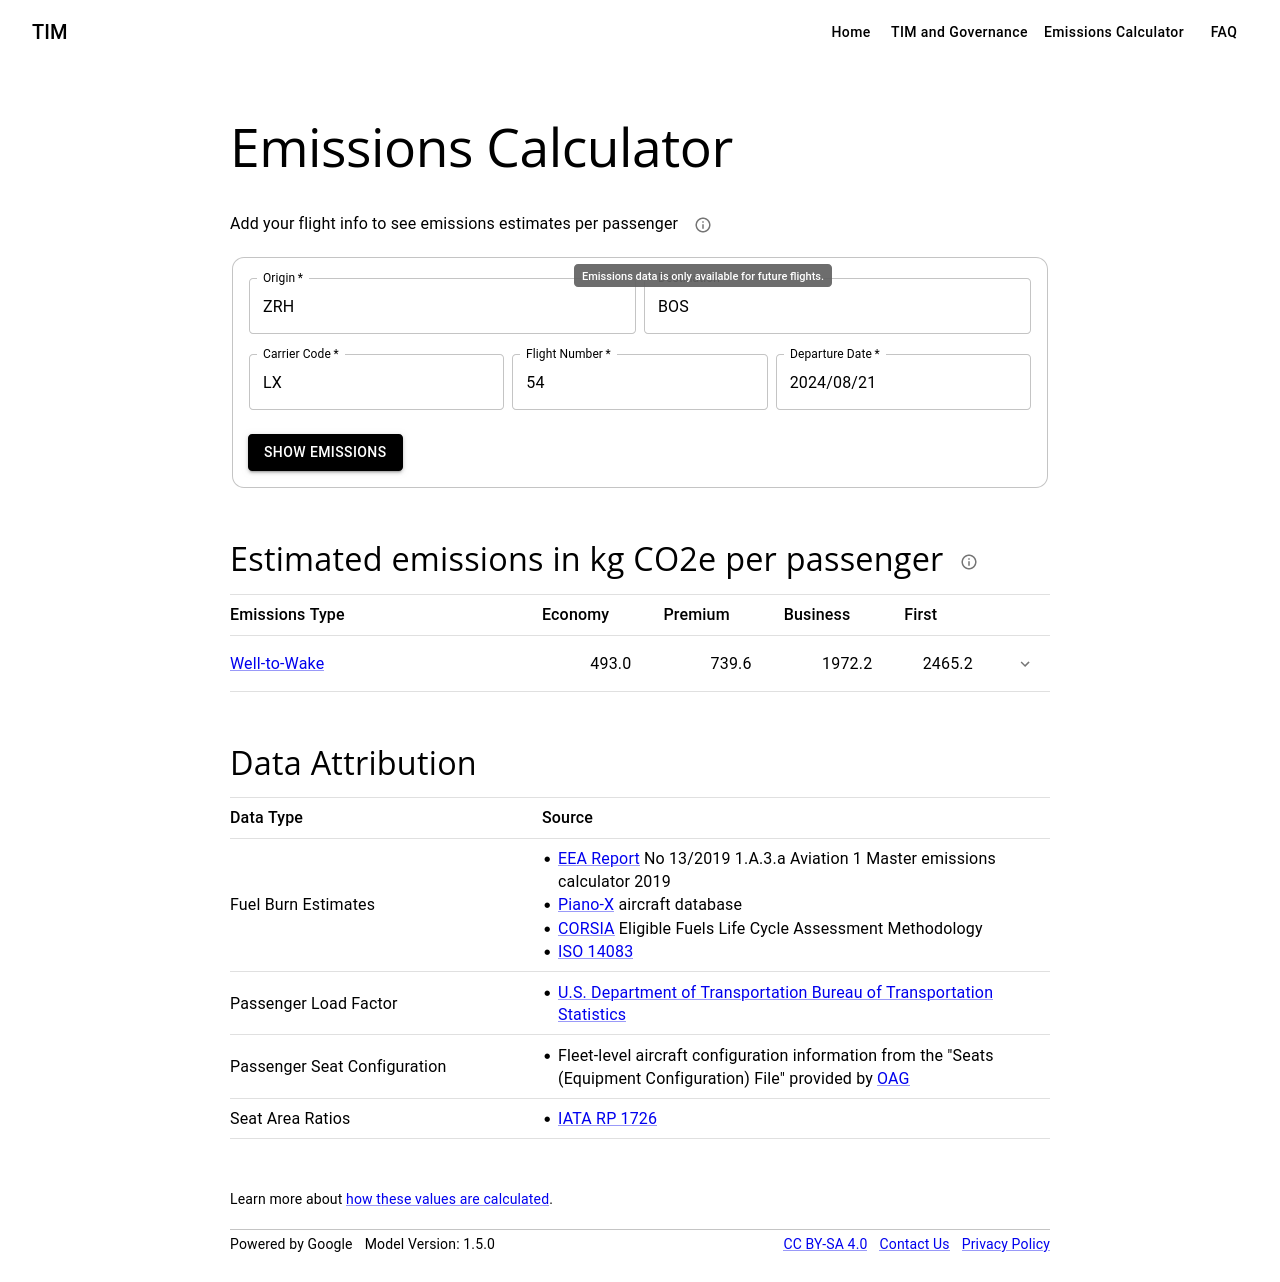 TIM
Home TIM and Governance Emissions Calculator FAQ
Emissions Calculator
Add your flight info to see emissions estimates per passenger
Emissions data is only available for future flights.
Origin *
ZRH
BOS
Carrier Code *
LX
Flight Number *
54
Departure Date *
2024/08/21
SHOW EMISSIONS
Estimated emissions in kg CO2e per passenger
Emissions Type Economy Premium Business First
Well-to-Wake 493.0 739.6 1972.2 2465.2
Data Attribution
Data Type Source
Fuel Burn Estimates
• EEA Report No 13/2019 1.A.3.a Aviation 1 Master emissions
calculator 2019
• Piano-X aircraft database
• CORSIA Eligible Fuels Life Cycle Assessment Methodology
• ISO 14083
Passenger Load Factor
• U.S. Department of Transportation Bureau of Transportation
Statistics
Passenger Seat Configuration
• Fleet-level aircraft configuration information from the "Seats
(Equipment Configuration) File" provided by OAG
Seat Area Ratios
• IATA RP 1726
Learn more about how these values are calculated.
Powered by Google Model Version: 1.5.0 CC BY-SA 4.0 Contact Us Privacy Policy